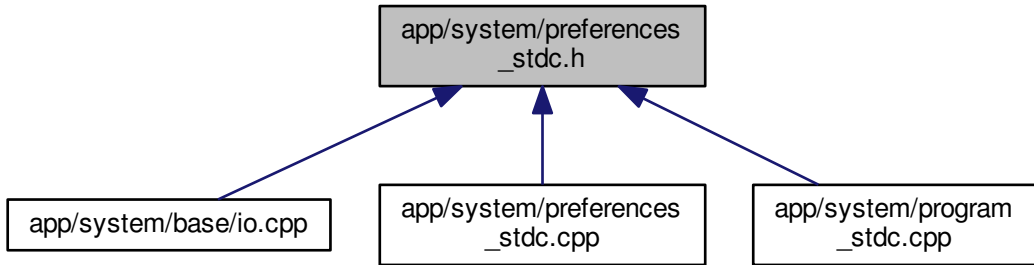 app/system/preferences
_stdc.h
app/system/base/io.cpp
app/system/preferences
_stdc.cpp
app/system/program
_stdc.cpp